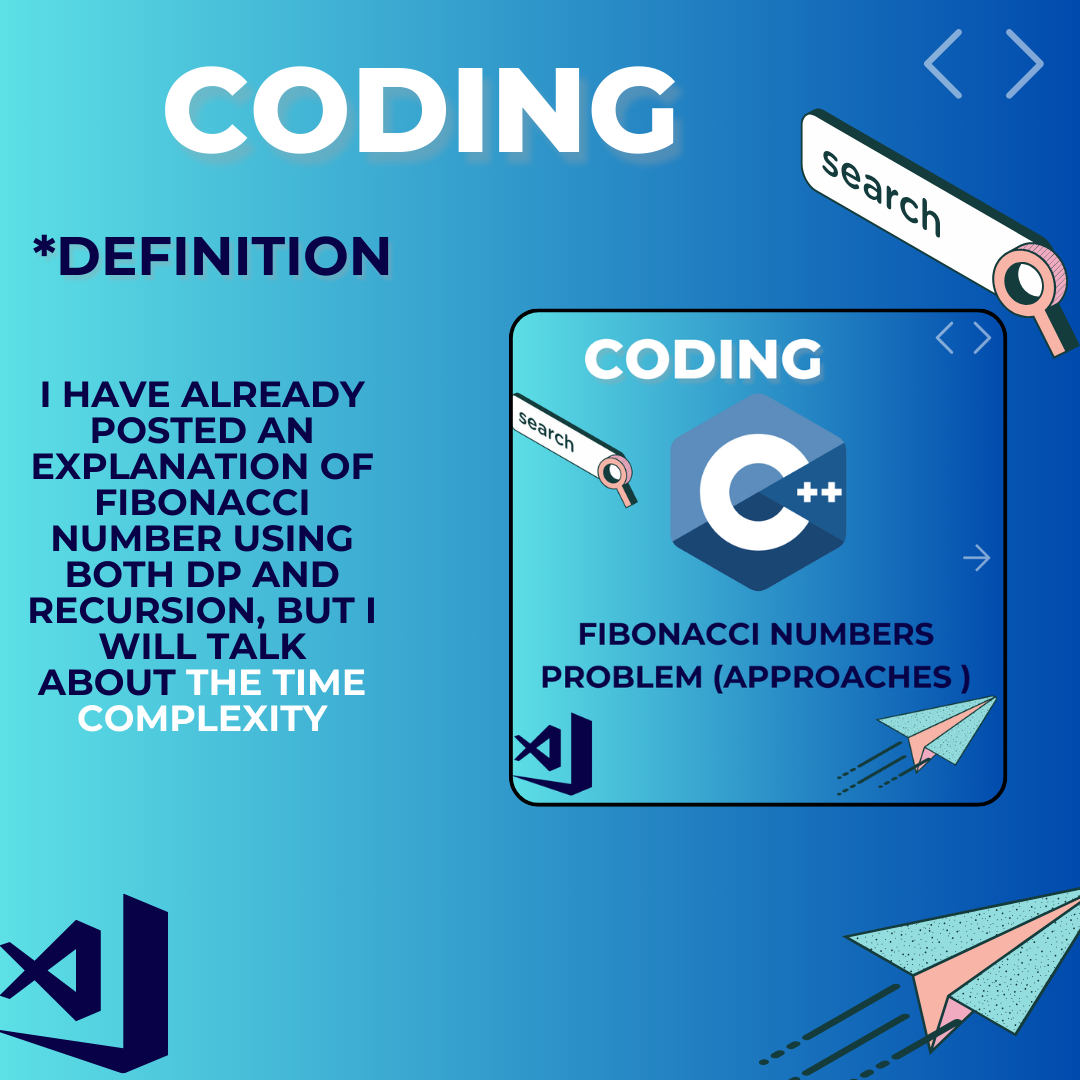 CODING
search
*DEFINITION
I HAVE ALREADY
POSTED AN
EXPLANATION OF
FIBONACCI
NUMBER USING
BOTH DP AND
RECURSION, BUT I
WILL TALK
ABOUT THE TIME
COMPLEXITY
CODING
search
C++
FIBONACCI NUMBERS
PROBLEM (APPROACHES )